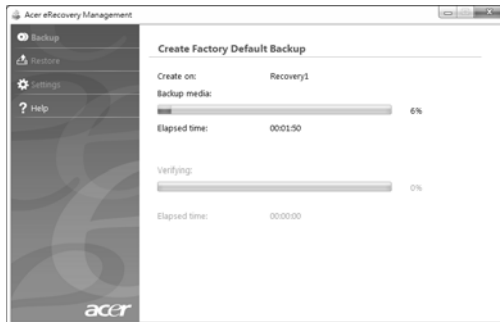 Acer eRecovery Management
Backup
Restore
Settings
Help
Create Factory Default Backup
Create on: Recovery1
Backup media:
6%
Elapsed time: 00:01:50
Verifying:
0%
Elapsed time: 00:00:00
acer